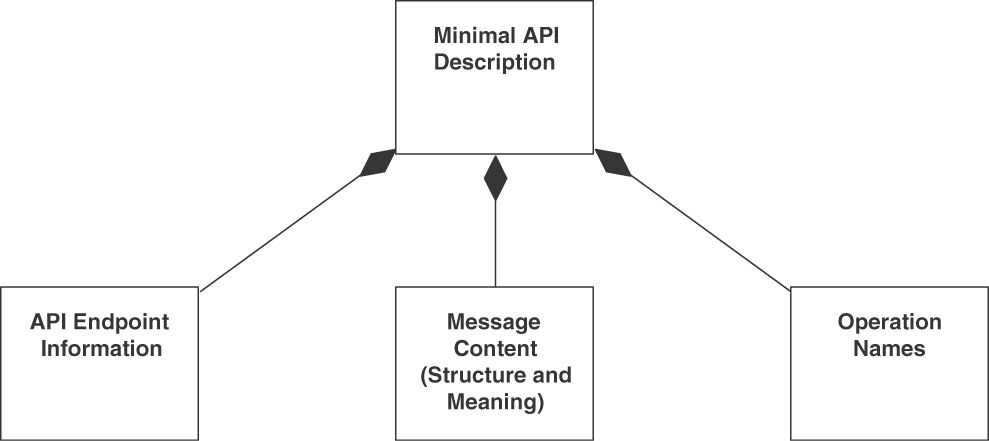 Minimal API
Description
API Endpoint
Information
Message
Content
(Structure and
Meaning)
Operation
Names